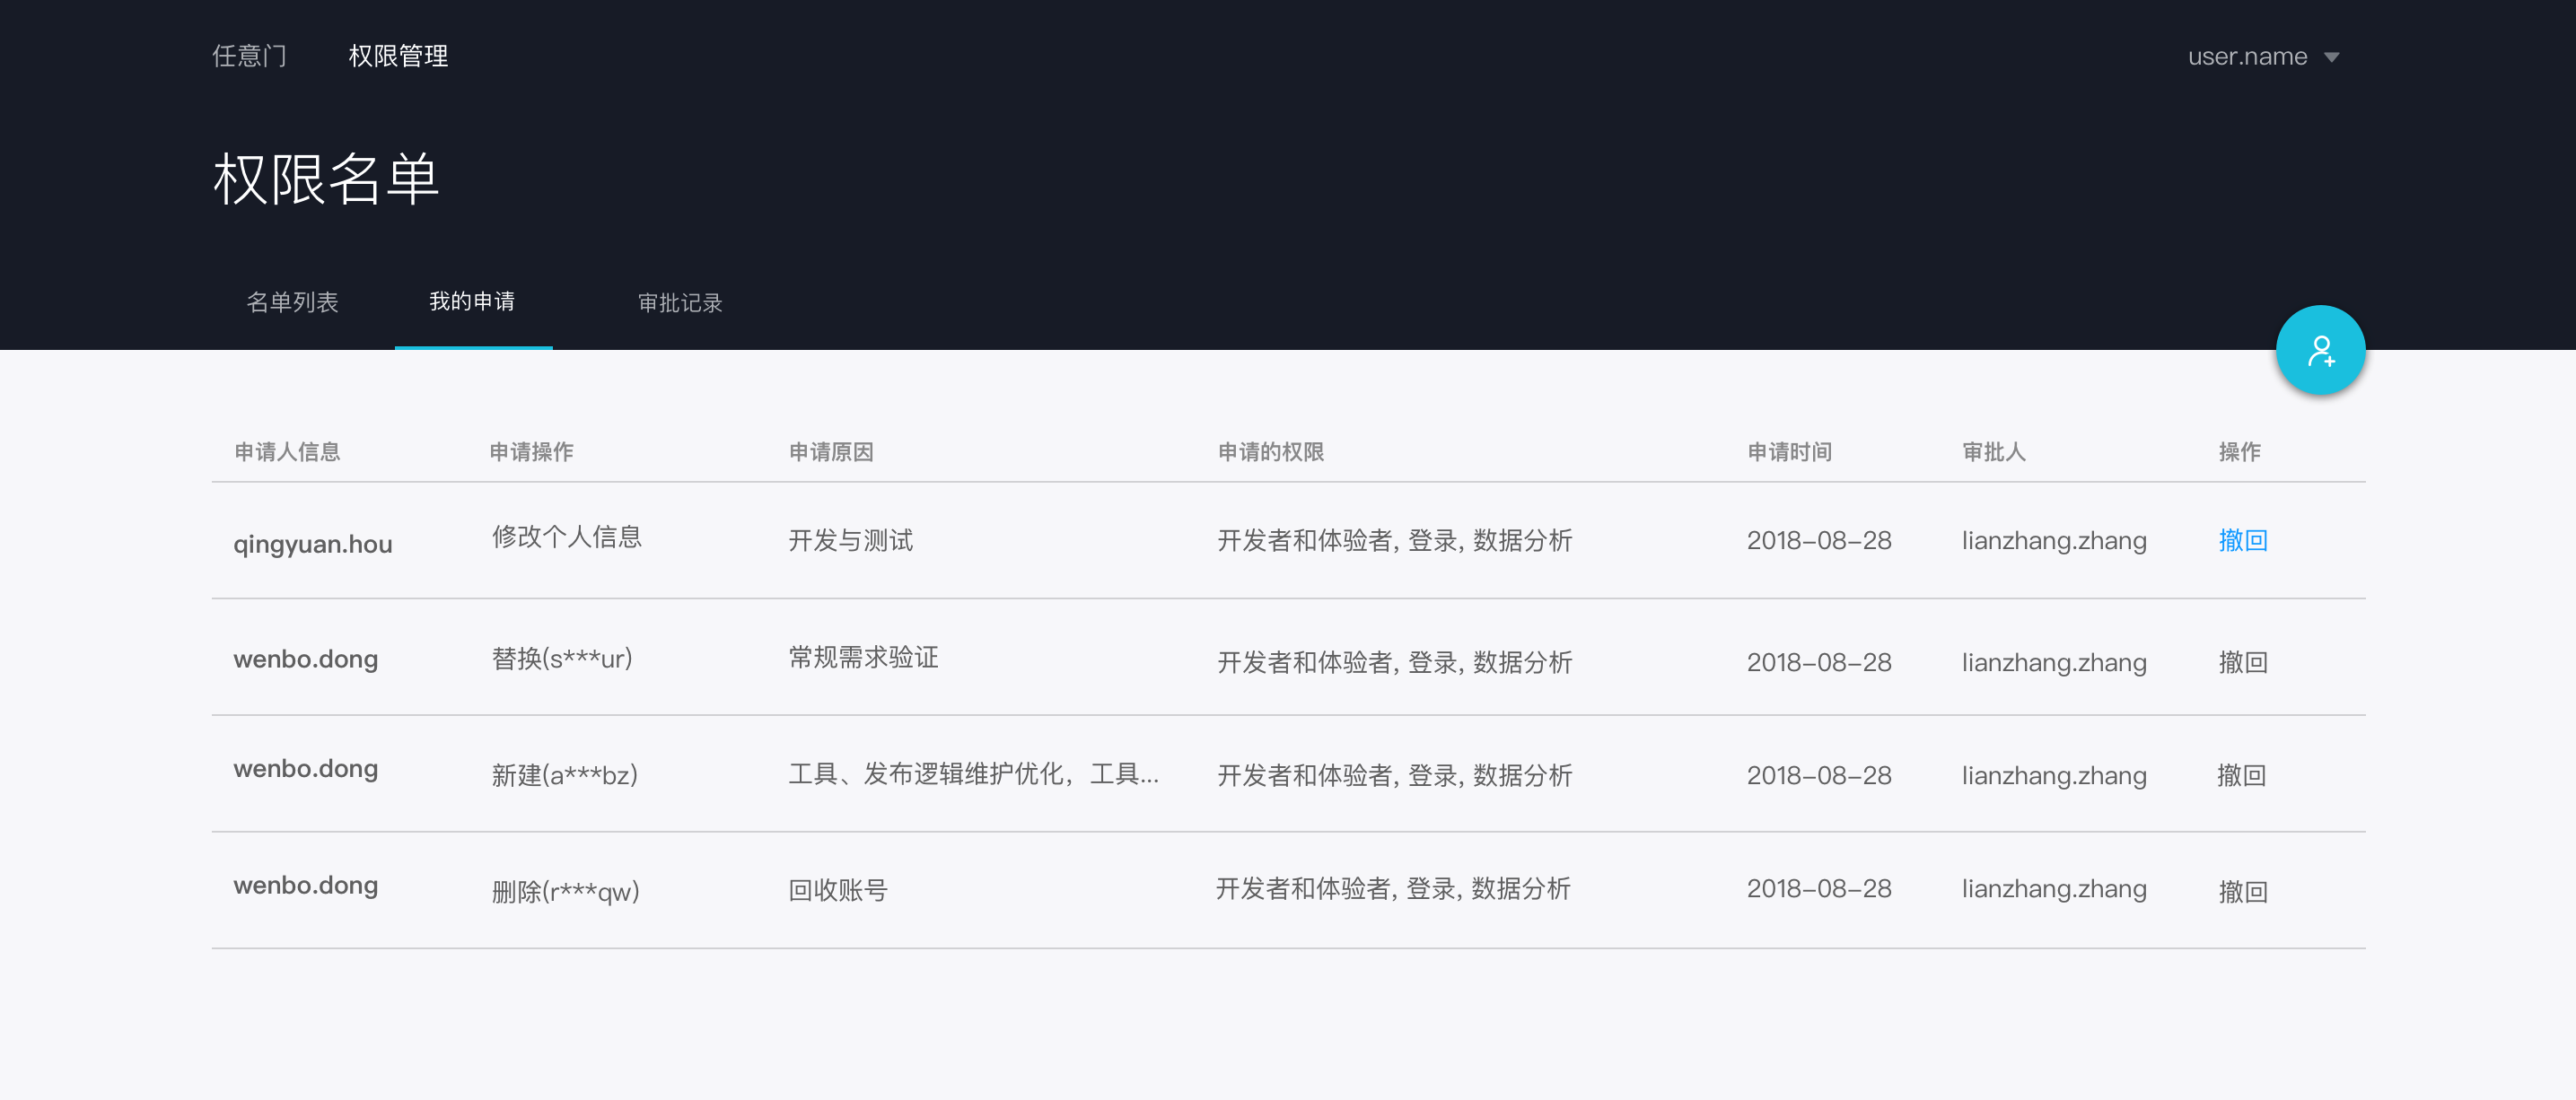 任意门 权限管理 user.name
权限名单
名单列表 我的申请 审批记录
申请人信息 申请操作 申请原因 申请的权限 申请时间 审批人 操作
qingyuan.hou 修改个人信息 开发与测试 开发者和体验者, 登录, 数据分析 2018-08-28 lianzhang.zhang 撤回
wenbo.dong 替换(s***ur) 常规需求验证 开发者和体验者, 登录, 数据分析 2018-08-28 lianzhang.zhang 撤回
wenbo.dong 新建(a***bz) 工具、发布逻辑维护优化，工具... 开发者和体验者, 登录, 数据分析 2018-08-28 lianzhang.zhang 撤回
wenbo.dong 删除(r***qw) 回收账号 开发者和体验者, 登录, 数据分析 2018-08-28 lianzhang.zhang 撤回